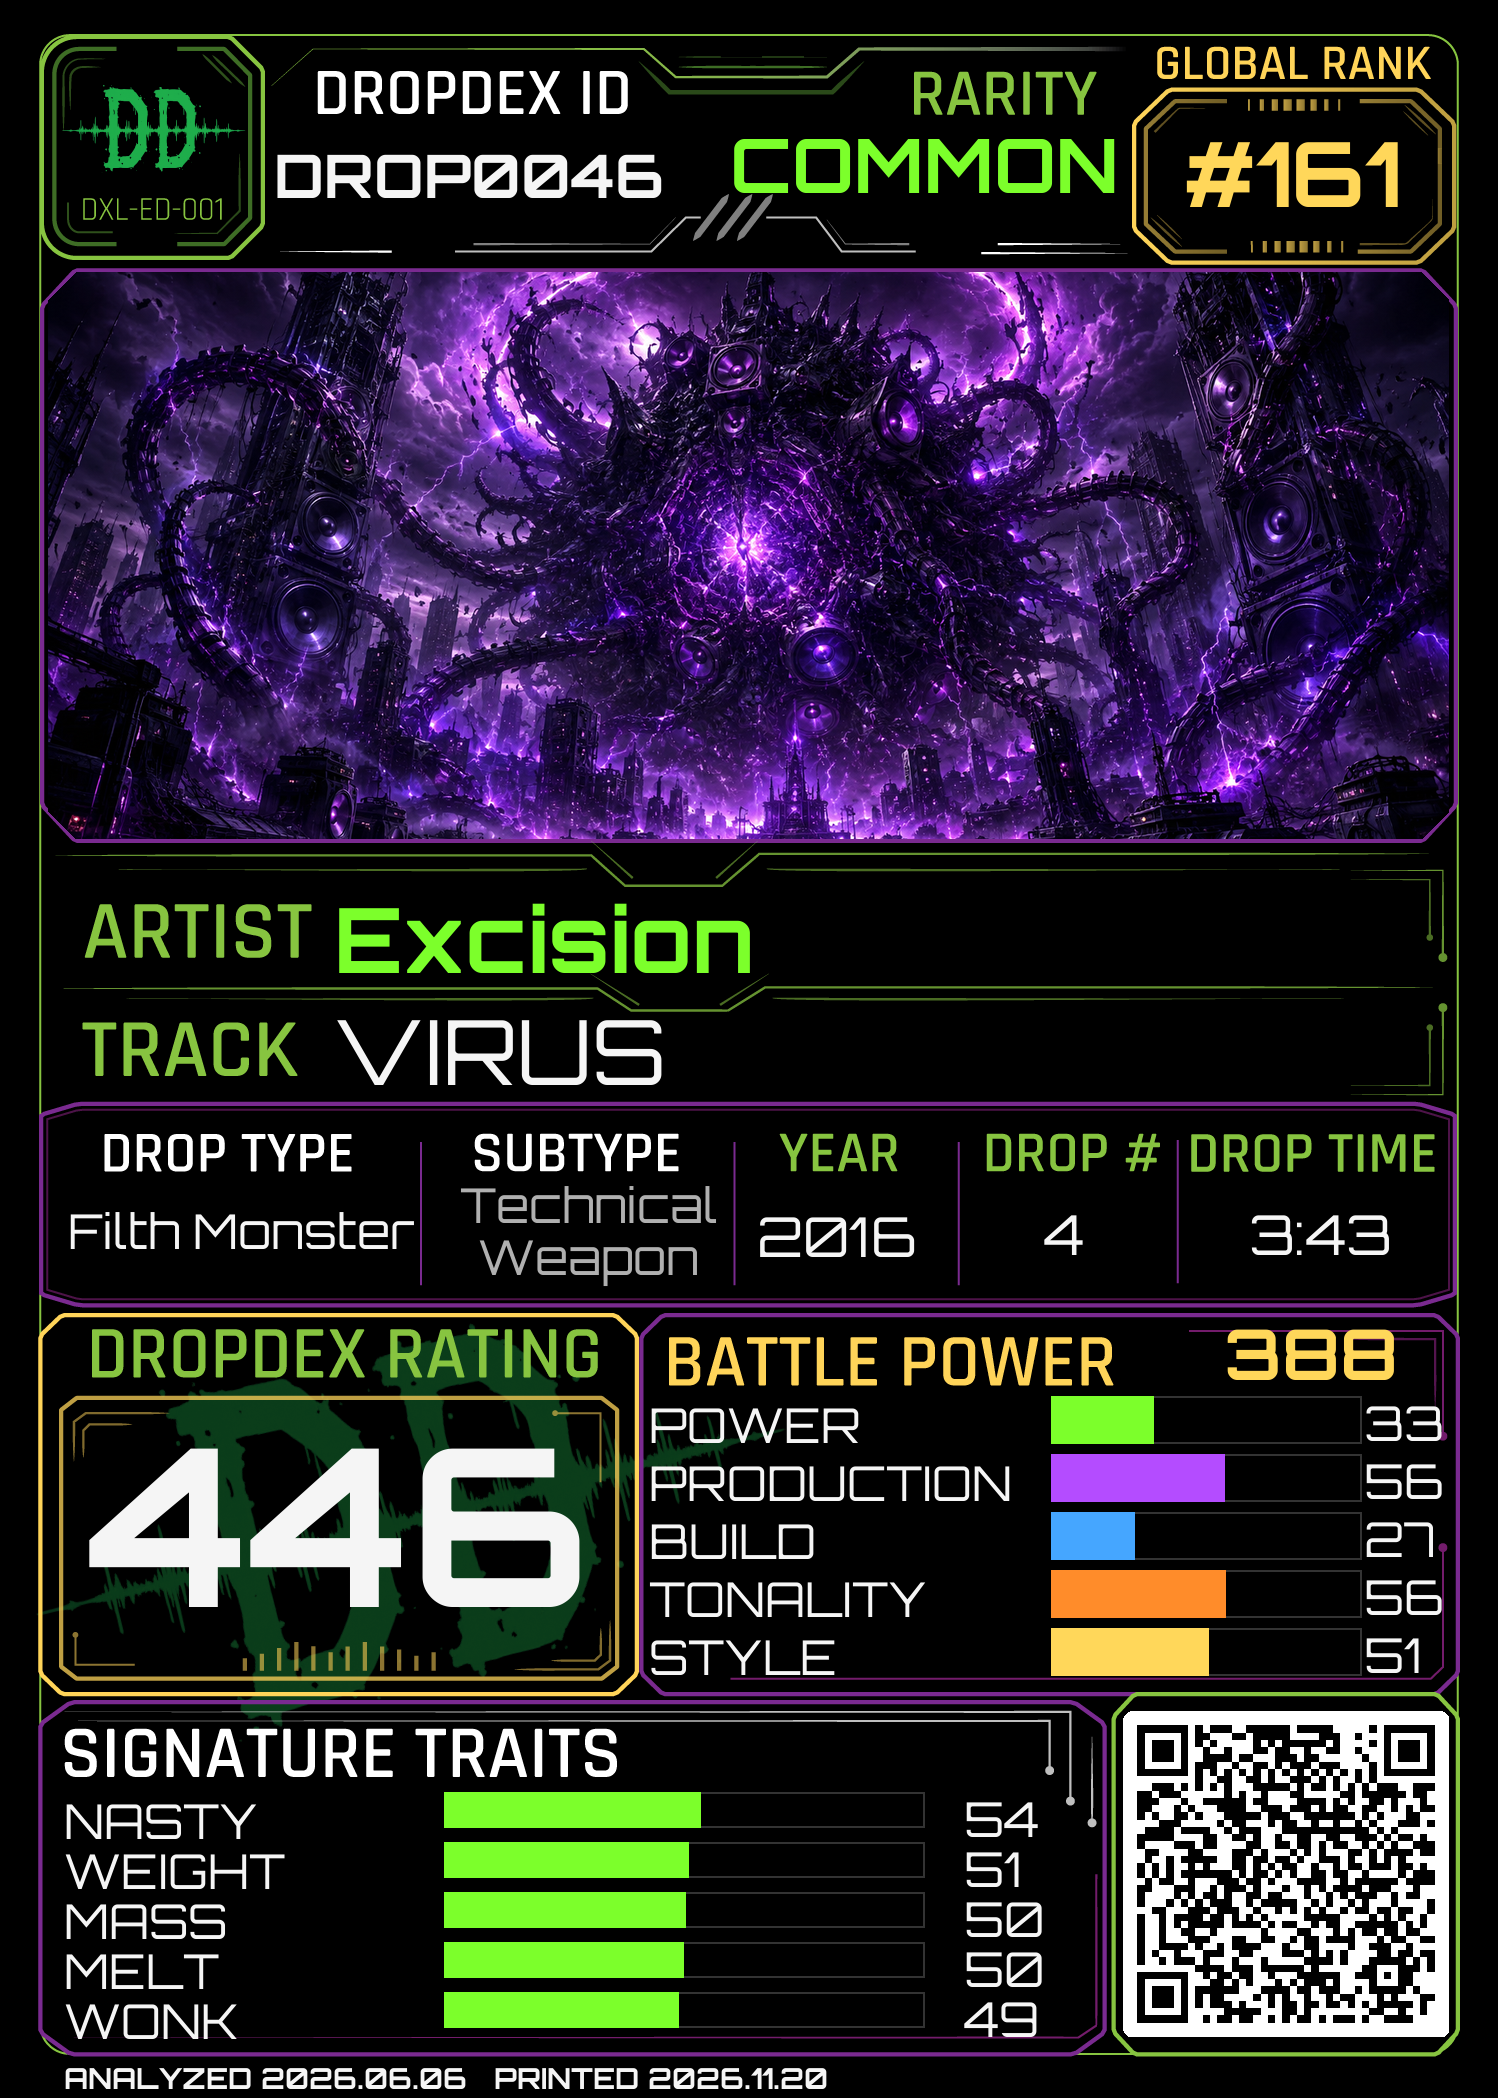 DD
DXL-ED-001
DROPDEX ID
DROP0046
RARITY
COMMON
GLOBAL RANK
#161
ARTIST Excision
TRACK VIRUS
DROP TYPE
Filth Monster
SUBTYPE
Technical
Weapon
YEAR
2016
DROP #
4
DROP TIME
3:43
DROPDEX RATING
446
BATTLE POWER 388
POWER 33
PRODUCTION 56
BUILD 27
TONALITY 56
STYLE 51
SIGNATURE TRAITS
NASTY 54
WEIGHT 51
MASS 50
MELT 50
WONK 49
ANALYZED 2026.06.06 PRINTED 2026.11.20